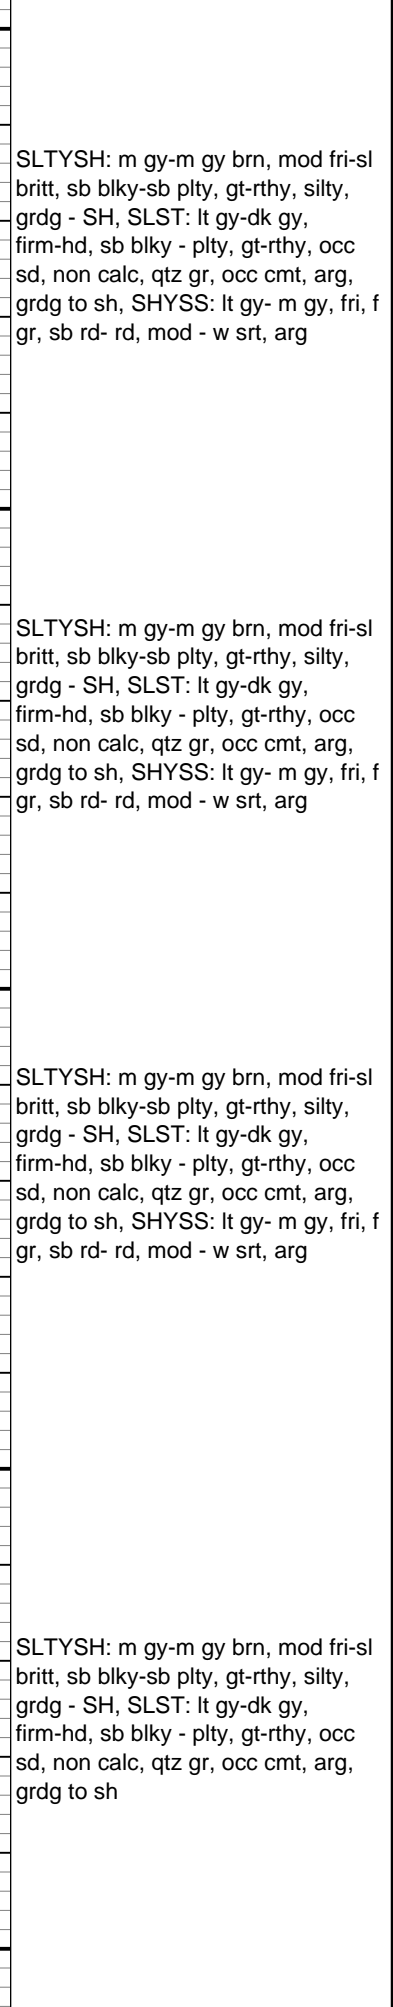 SLTYSH: m gy-m gy brn, mod fri-sl
britt, sb blky-sb plty, gt-rthy, silty,
grdg - SH, SLST: lt gy-dk gy,
firm-hd, sb blky - plty, gt-rthy, occ
sd, non calc, qtz gr, occ cmt, arg,
grdg to sh, SHYSS: lt gy- m gy, fri, f
gr, sb rd- rd, mod - w srt, arg
SLTYSH: m gy-m gy brn, mod fri-sl
britt, sb blky-sb plty, gt-rthy, silty,
grdg - SH, SLST: lt gy-dk gy,
firm-hd, sb blky - plty, gt-rthy, occ
sd, non calc, qtz gr, occ cmt, arg,
grdg to sh, SHYSS: lt gy- m gy, fri, f
gr, sb rd- rd, mod - w srt, arg
SLTYSH: m gy-m gy brn, mod fri-sl
britt, sb blky-sb plty, gt-rthy, silty,
grdg - SH, SLST: lt gy-dk gy,
firm-hd, sb blky - plty, gt-rthy, occ
sd, non calc, qtz gr, occ cmt, arg,
grdg to sh, SHYSS: lt gy- m gy, fri, f
gr, sb rd- rd, mod - w srt, arg
SLTYSH: m gy-m gy brn, mod fri-sl
britt, sb blky-sb plty, gt-rthy, silty,
grdg - SH, SLST: lt gy-dk gy,
firm-hd, sb blky - plty, gt-rthy, occ
sd, non calc, qtz gr, occ cmt, arg,
grdg to sh